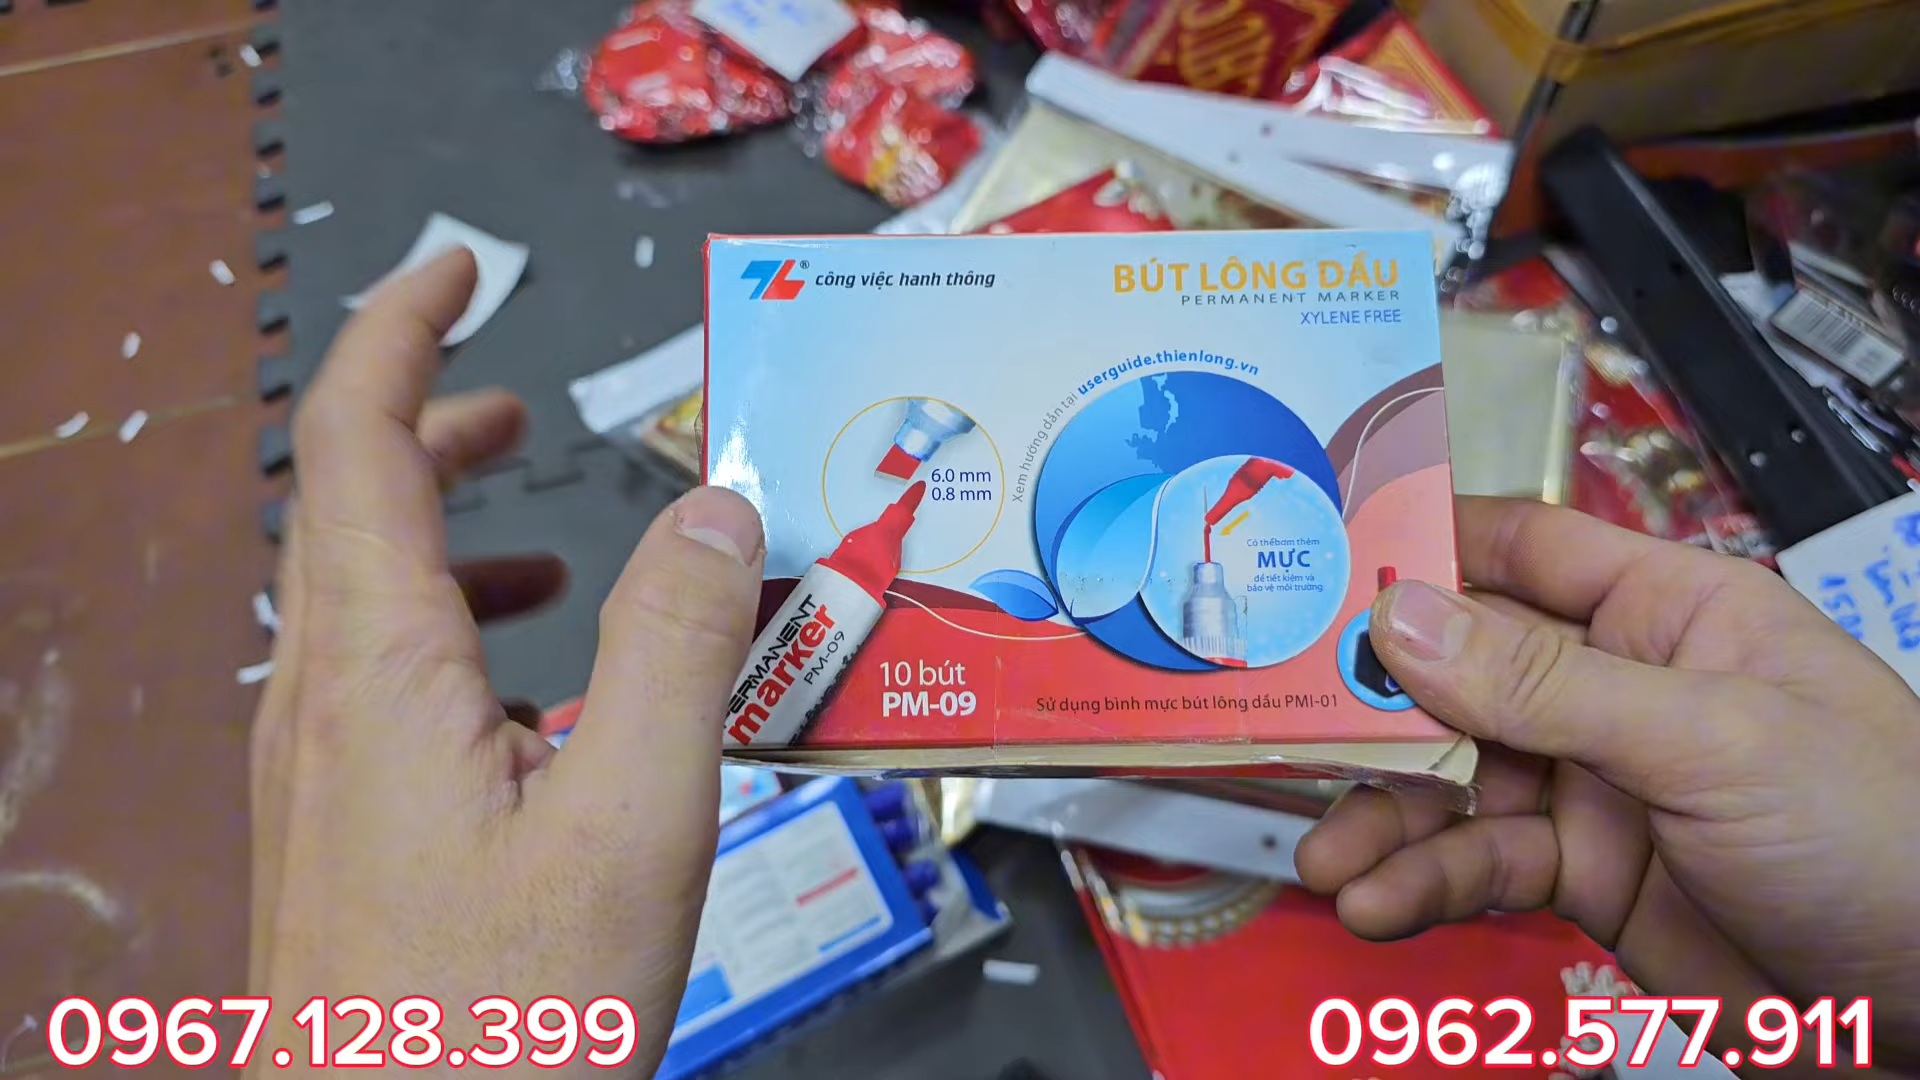 TL® công việc hanh thông
BÚT LÔNG DẦU
PERMANENT MARKER
XYLENE FREE
Xem hướng dẫn tại userguide.thienlong.vn
6.0 mm
0.8 mm
Có thể bơm thêm
MỰC
để tiết kiệm và
bảo vệ môi trường
PERMANENT
marker
PM-09
10 bút
PM-09
Sử dụng bình mực bút lông dầu PMI-01
0967.128.399
0962.577.911